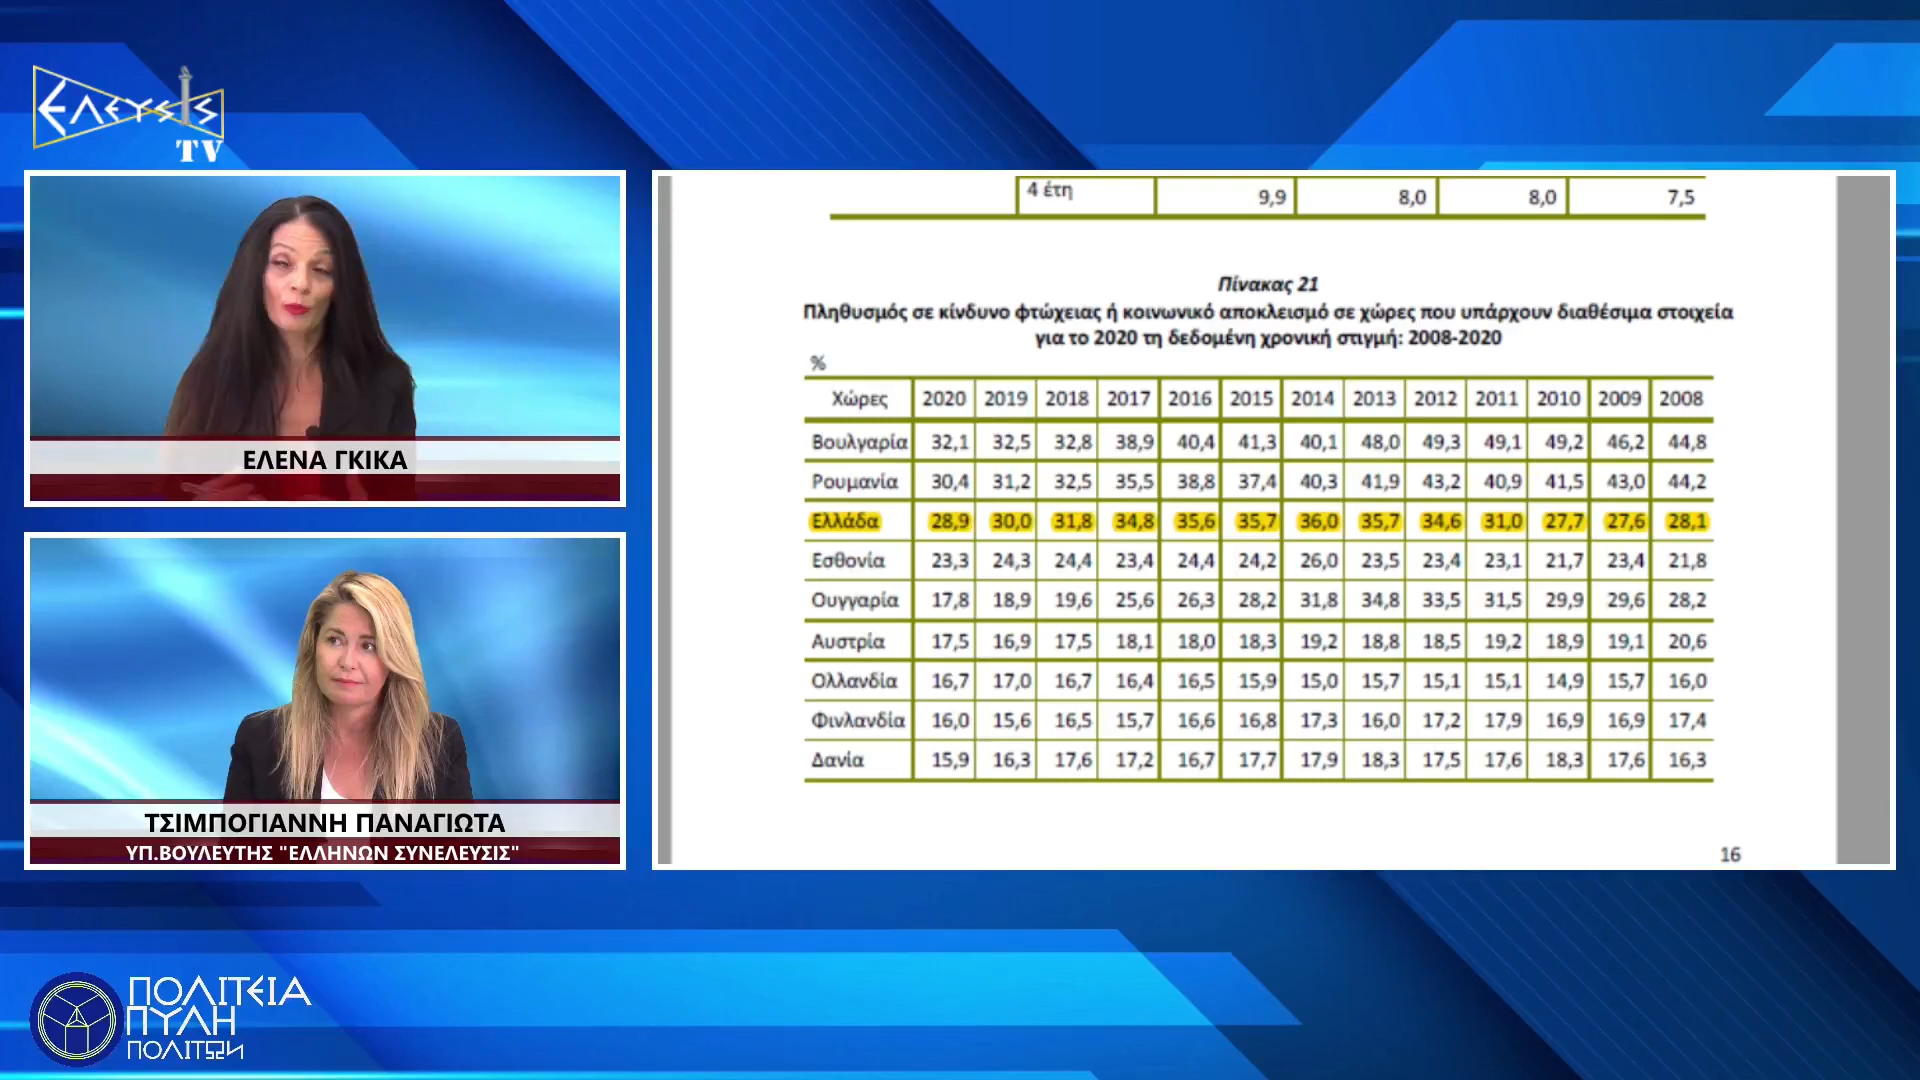 ΕΛΕΥSIS
TV
ΕΛΕΝΑ ΓΚΙΚΑ
ΤΣΙΜΠΟΓΙΑΝΝΗ ΠΑΝΑΓΙΩΤΑ
ΥΠ.ΒΟΥΛΕΥΤΗΣ "ΕΛΛΗΝΩΝ ΣΥΝΕΛΕΥΣΙΣ"
4 έτη 9,9 8,0 8,0 7,5
Πίνακας 21
Πληθυσμός σε κίνδυνο φτώχειας ή κοινωνικό αποκλεισμό σε χώρες που υπάρχουν διαθέσιμα στοιχεία
για το 2020 τη δεδομένη χρονική στιγμή: 2008-2020
%
Χώρες 2020 2019 2018 2017 2016 2015 2014 2013 2012 2011 2010 2009 2008
Βουλγαρία 32,1 32,5 32,8 38,9 40,4 41,3 40,1 48,0 49,3 49,1 49,2 46,2 44,8
Ρουμανία 30,4 31,2 32,5 35,5 38,8 37,4 40,3 41,9 43,2 40,9 41,5 43,0 44,2
Ελλάδα 28,9 30,0 31,8 34,8 35,6 35,7 36,0 35,7 34,6 31,0 27,7 27,6 28,1
Εσθονία 23,3 24,3 24,4 23,4 24,4 24,2 26,0 23,5 23,4 23,1 21,7 23,4 21,8
Ουγγαρία 17,8 18,9 19,6 25,6 26,3 28,2 31,8 34,8 33,5 31,5 29,9 29,6 28,2
Αυστρία 17,5 16,9 17,5 18,1 18,0 18,3 19,2 18,8 18,5 19,2 18,9 19,1 20,6
Ολλανδία 16,7 17,0 16,7 16,4 16,5 15,9 15,0 15,7 15,1 15,1 14,9 15,7 16,0
Φινλανδία 16,0 15,6 16,5 15,7 16,6 16,8 17,3 16,0 17,2 17,9 16,9 16,9 17,4
Δανία 15,9 16,3 17,6 17,2 16,7 17,7 17,9 18,3 17,5 17,6 18,3 17,6 16,3
16
ΠΟΛΙΤΕΙΑ
ΠΥΛΗ
ΠΟΛΙΤΩΝ